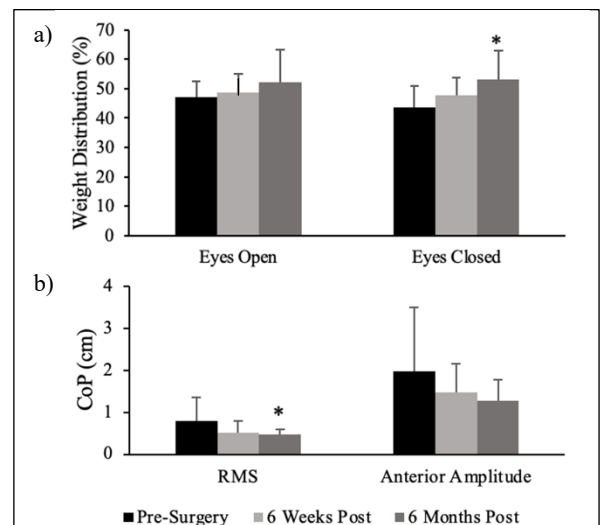 a)
Weight Distribution (%)
70
60
50
40
30
20
10
0
*
Eyes Open Eyes Closed
b)
CoP (cm)
4
3
2
1
0
*
RMS Anterior Amplitude
Pre-Surgery 6 Weeks Post 6 Months Post